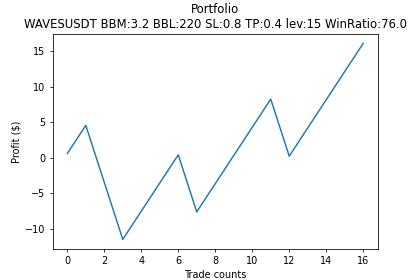 Portfolio
WAVESUSDT BBM:3.2 BBL:220 SL:0.8 TP:0.4 lev:15 WinRatio:76.0
15
10
5
0
−5
−10
Profit ($)
0 2 4 6 8 10 12 14 16
Trade counts